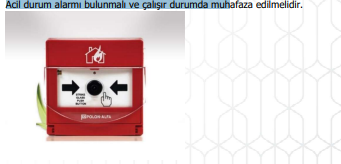 Acil durum alarmı bulunmalı ve çalışır durumda muhafaza edilmelidir.
POLON-ALFA